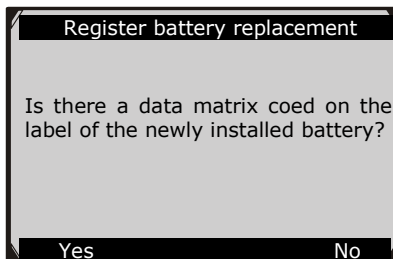 Register battery replacement
Is there a data matrix coed on the
label of the newly installed battery?
Yes No